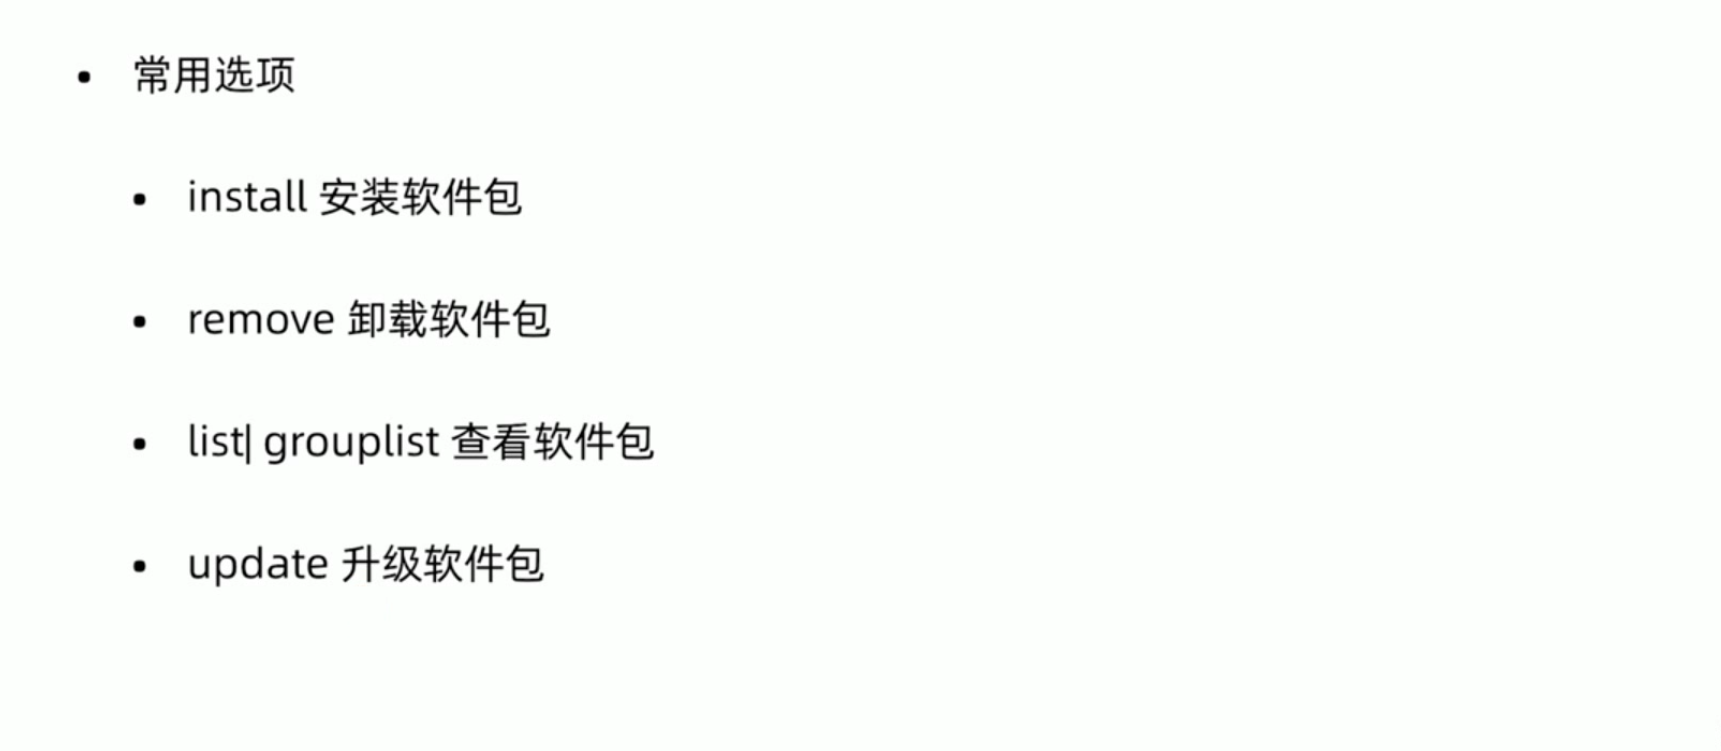 • 常用选项
• install 安装软件包
• remove 卸载软件包
• list| grouplist 查看软件包
• update 升级软件包